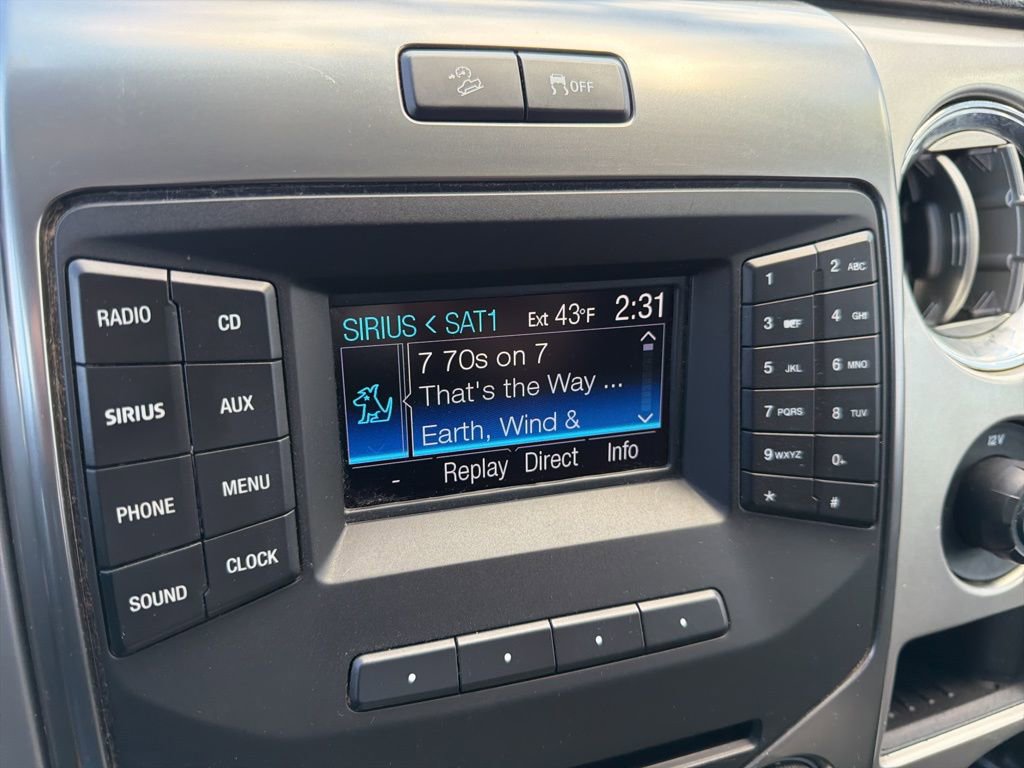 OFF
SIRIUS < SAT1 Ext 43°F 2:31
7 70s on 7
That's the Way ...
Earth, Wind &
- Replay Direct Info
RADIO CD
SIRIUS AUX
PHONE MENU
SOUND CLOCK
1 2 ABC
3 DEF 4 GHI
5 JKL 6 MNO
7 PQRS 8 TUV
9 WXYZ 0+
* #
12V